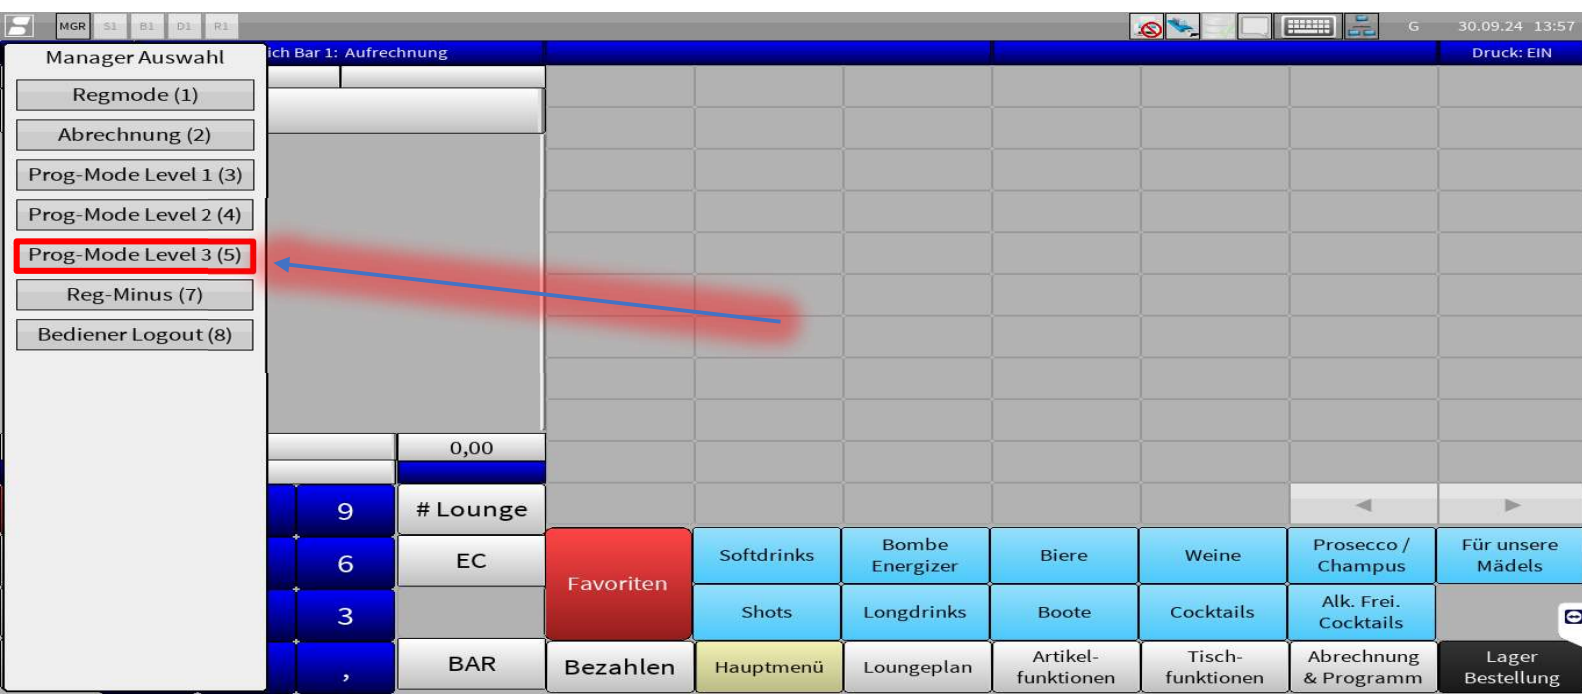 MGR S1 B1 D1 R1
G 30.09.24 13:57
ich Bar 1: Aufrechnung
Druck: EIN
Manager Auswahl
Regmode (1)
Abrechnung (2)
Prog-Mode Level 1 (3)
Prog-Mode Level 2 (4)
Prog-Mode Level 3 (5)
Reg-Minus (7)
Bediener Logout (8)
0,00
9
# Lounge
6
EC
3
,
BAR
Favoriten
Softdrinks
Bombe
Energizer
Biere
Weine
Prosecco /
Champus
Für unsere
Mädels
Shots
Longdrinks
Boote
Cocktails
Alk. Frei.
Cocktails
Bezahlen
Hauptmenü
Loungeplan
Artikel-
funktionen
Tisch-
funktionen
Abrechnung
& Programm
Lager
Bestellung